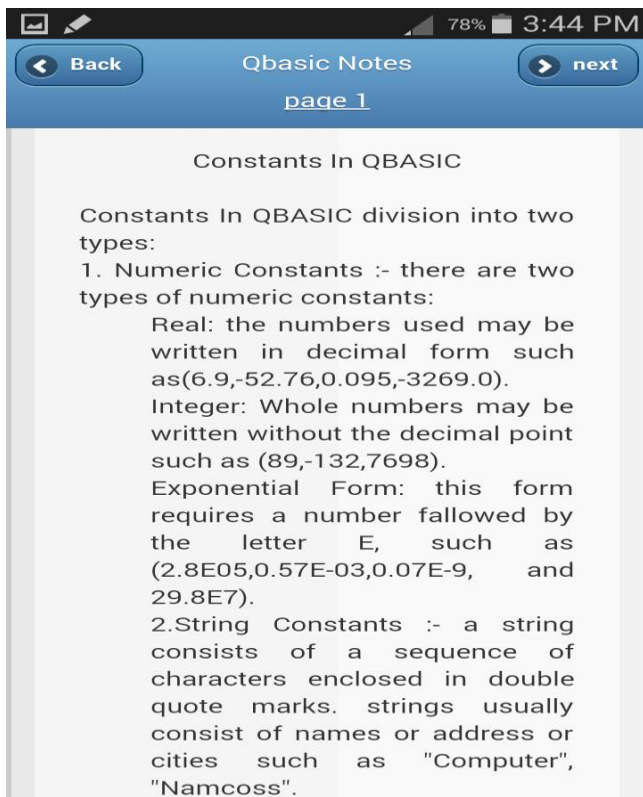 78% 3:44 PM
Back Qbasic Notes next
page 1
Constants In QBASIC
Constants In QBASIC division into two
types:
1. Numeric Constants :- there are two
types of numeric constants:
Real: the numbers used may be
written in decimal form such
as(6.9,-52.76,0.095,-3269.0).
Integer: Whole numbers may be
written without the decimal point
such as (89,-132,7698).
Exponential Form: this form
requires a number fallowed by
the letter E, such as
(2.8E05,0.57E-03,0.07E-9, and
29.8E7).
2.String Constants :- a string
consists of a sequence of
characters enclosed in double
quote marks. strings usually
consist of names or address or
cities such as "Computer",
"Namcoss".